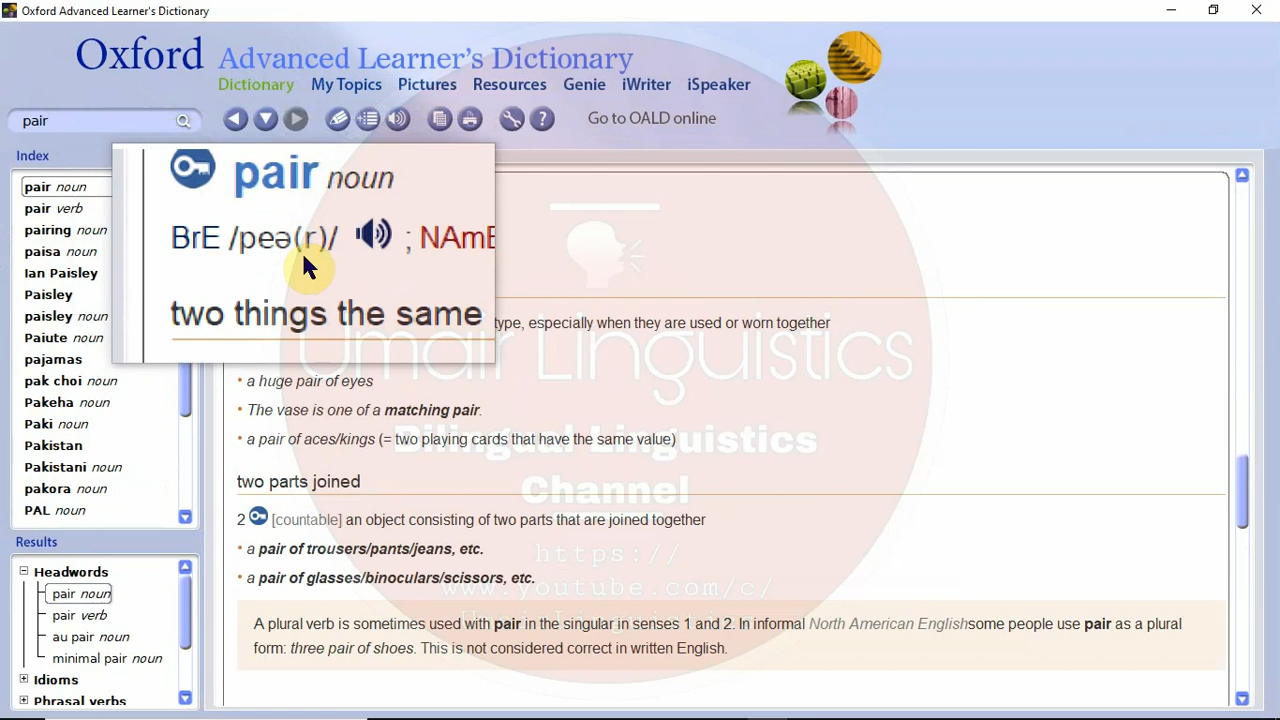 Oxford Advanced Learner's Dictionary
Oxford Advanced Learner's Dictionary
Dictionary My Topics Pictures Resources Genie iWriter iSpeaker
pair
Go to OALD online
Index
pair noun
pair verb
pairing noun
paisa noun
Ian Paisley
Paisley
paisley noun
Paiute noun
pajamas
pak choi noun
Pakeha noun
Paki noun
Pakistan
Pakistani noun
pakora noun
PAL noun
Results
Headwords
pair noun
pair verb
au pair noun
minimal pair noun
Idioms
Phrasal verbs
pair noun
BrE /peə(r)/ ; NAmE
two things the same
type, especially when they are used or worn together
• a huge pair of eyes
• The vase is one of a matching pair.
• a pair of aces/kings (= two playing cards that have the same value)
two parts joined
2 [countable] an object consisting of two parts that are joined together
• a pair of trousers/pants/jeans, etc.
• a pair of glasses/binoculars/scissors, etc.
A plural verb is sometimes used with pair in the singular in senses 1 and 2. In informal North American Englishsome people use pair as a plural
form: three pair of shoes. This is not considered correct in written English.
Umair Linguistics
Bilingual Linguistics
Channel
https://
www.youtube.com/c/